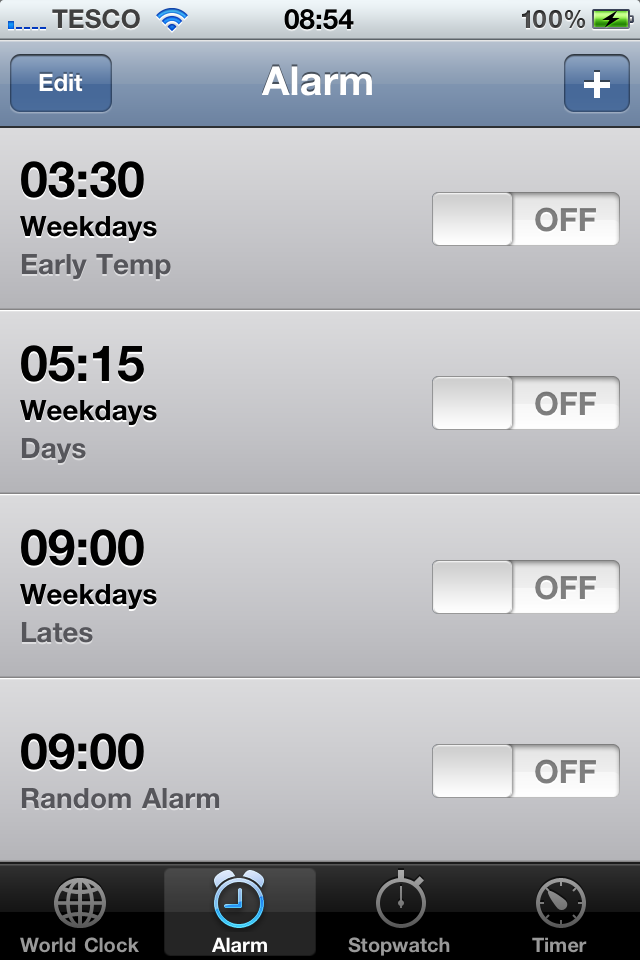 TESCO 08:54 100%
Edit Alarm +
03:30
Weekdays
Early Temp
OFF
05:15
Weekdays
Days
OFF
09:00
Weekdays
Lates
OFF
09:00
Random Alarm
OFF
World Clock Alarm Stopwatch Timer